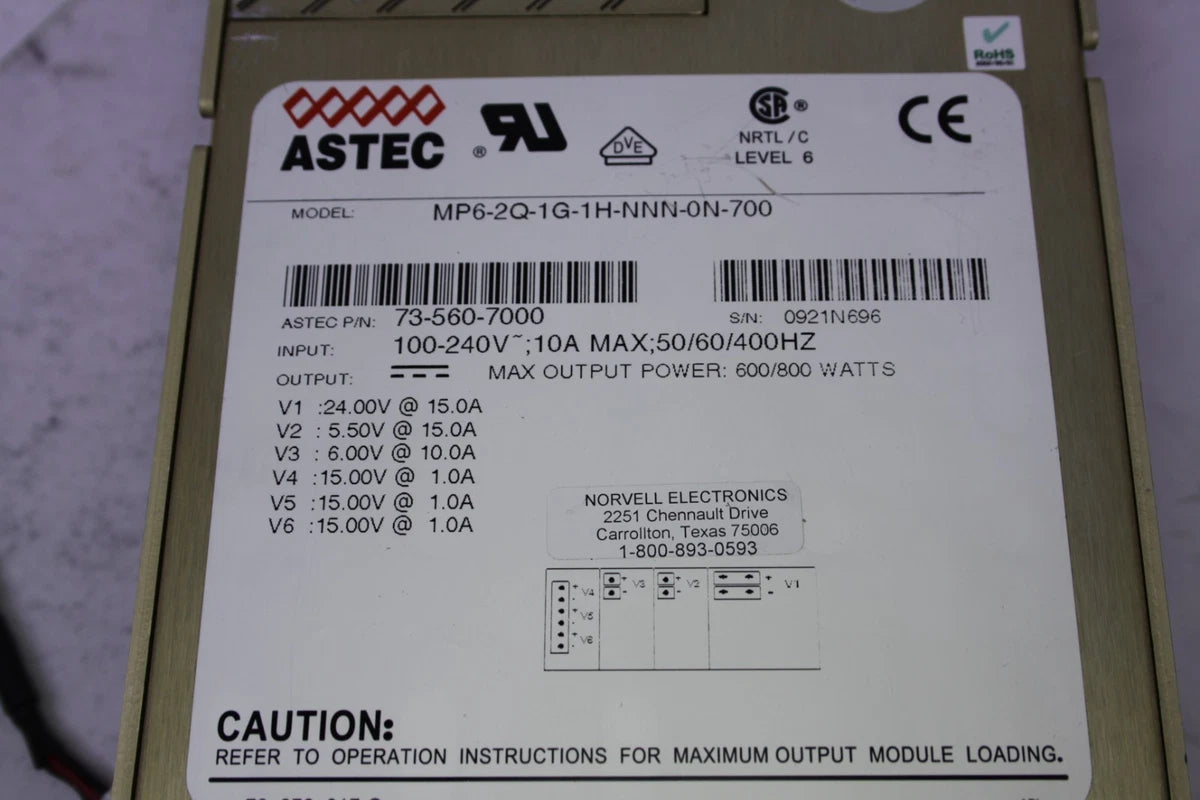 RoHS
ASTEC
® UR
DVE
SA ®
NRTL / C
LEVEL 6
CE
MODEL: MP6-2Q-1G-1H-NNN-0N-700
ASTEC P/N: 73-560-7000
S/N: 0921N696
INPUT: 100-240V~;10A MAX;50/60/400HZ
OUTPUT: MAX OUTPUT POWER: 600/800 WATTS
V1 :24.00V @ 15.0A
V2 : 5.50V @ 15.0A
V3 : 6.00V @ 10.0A
V4 :15.00V @ 1.0A
V5 :15.00V @ 1.0A
V6 :15.00V @ 1.0A
NORVELL ELECTRONICS
2251 Chennault Drive
Carrollton, Texas 75006
1-800-893-0593
+ V4 -
+ V5 -
+ V6 -
+ V3 -
+ V2 -
+ V1 -
CAUTION:
REFER TO OPERATION INSTRUCTIONS FOR MAXIMUM OUTPUT MODULE LOADING.